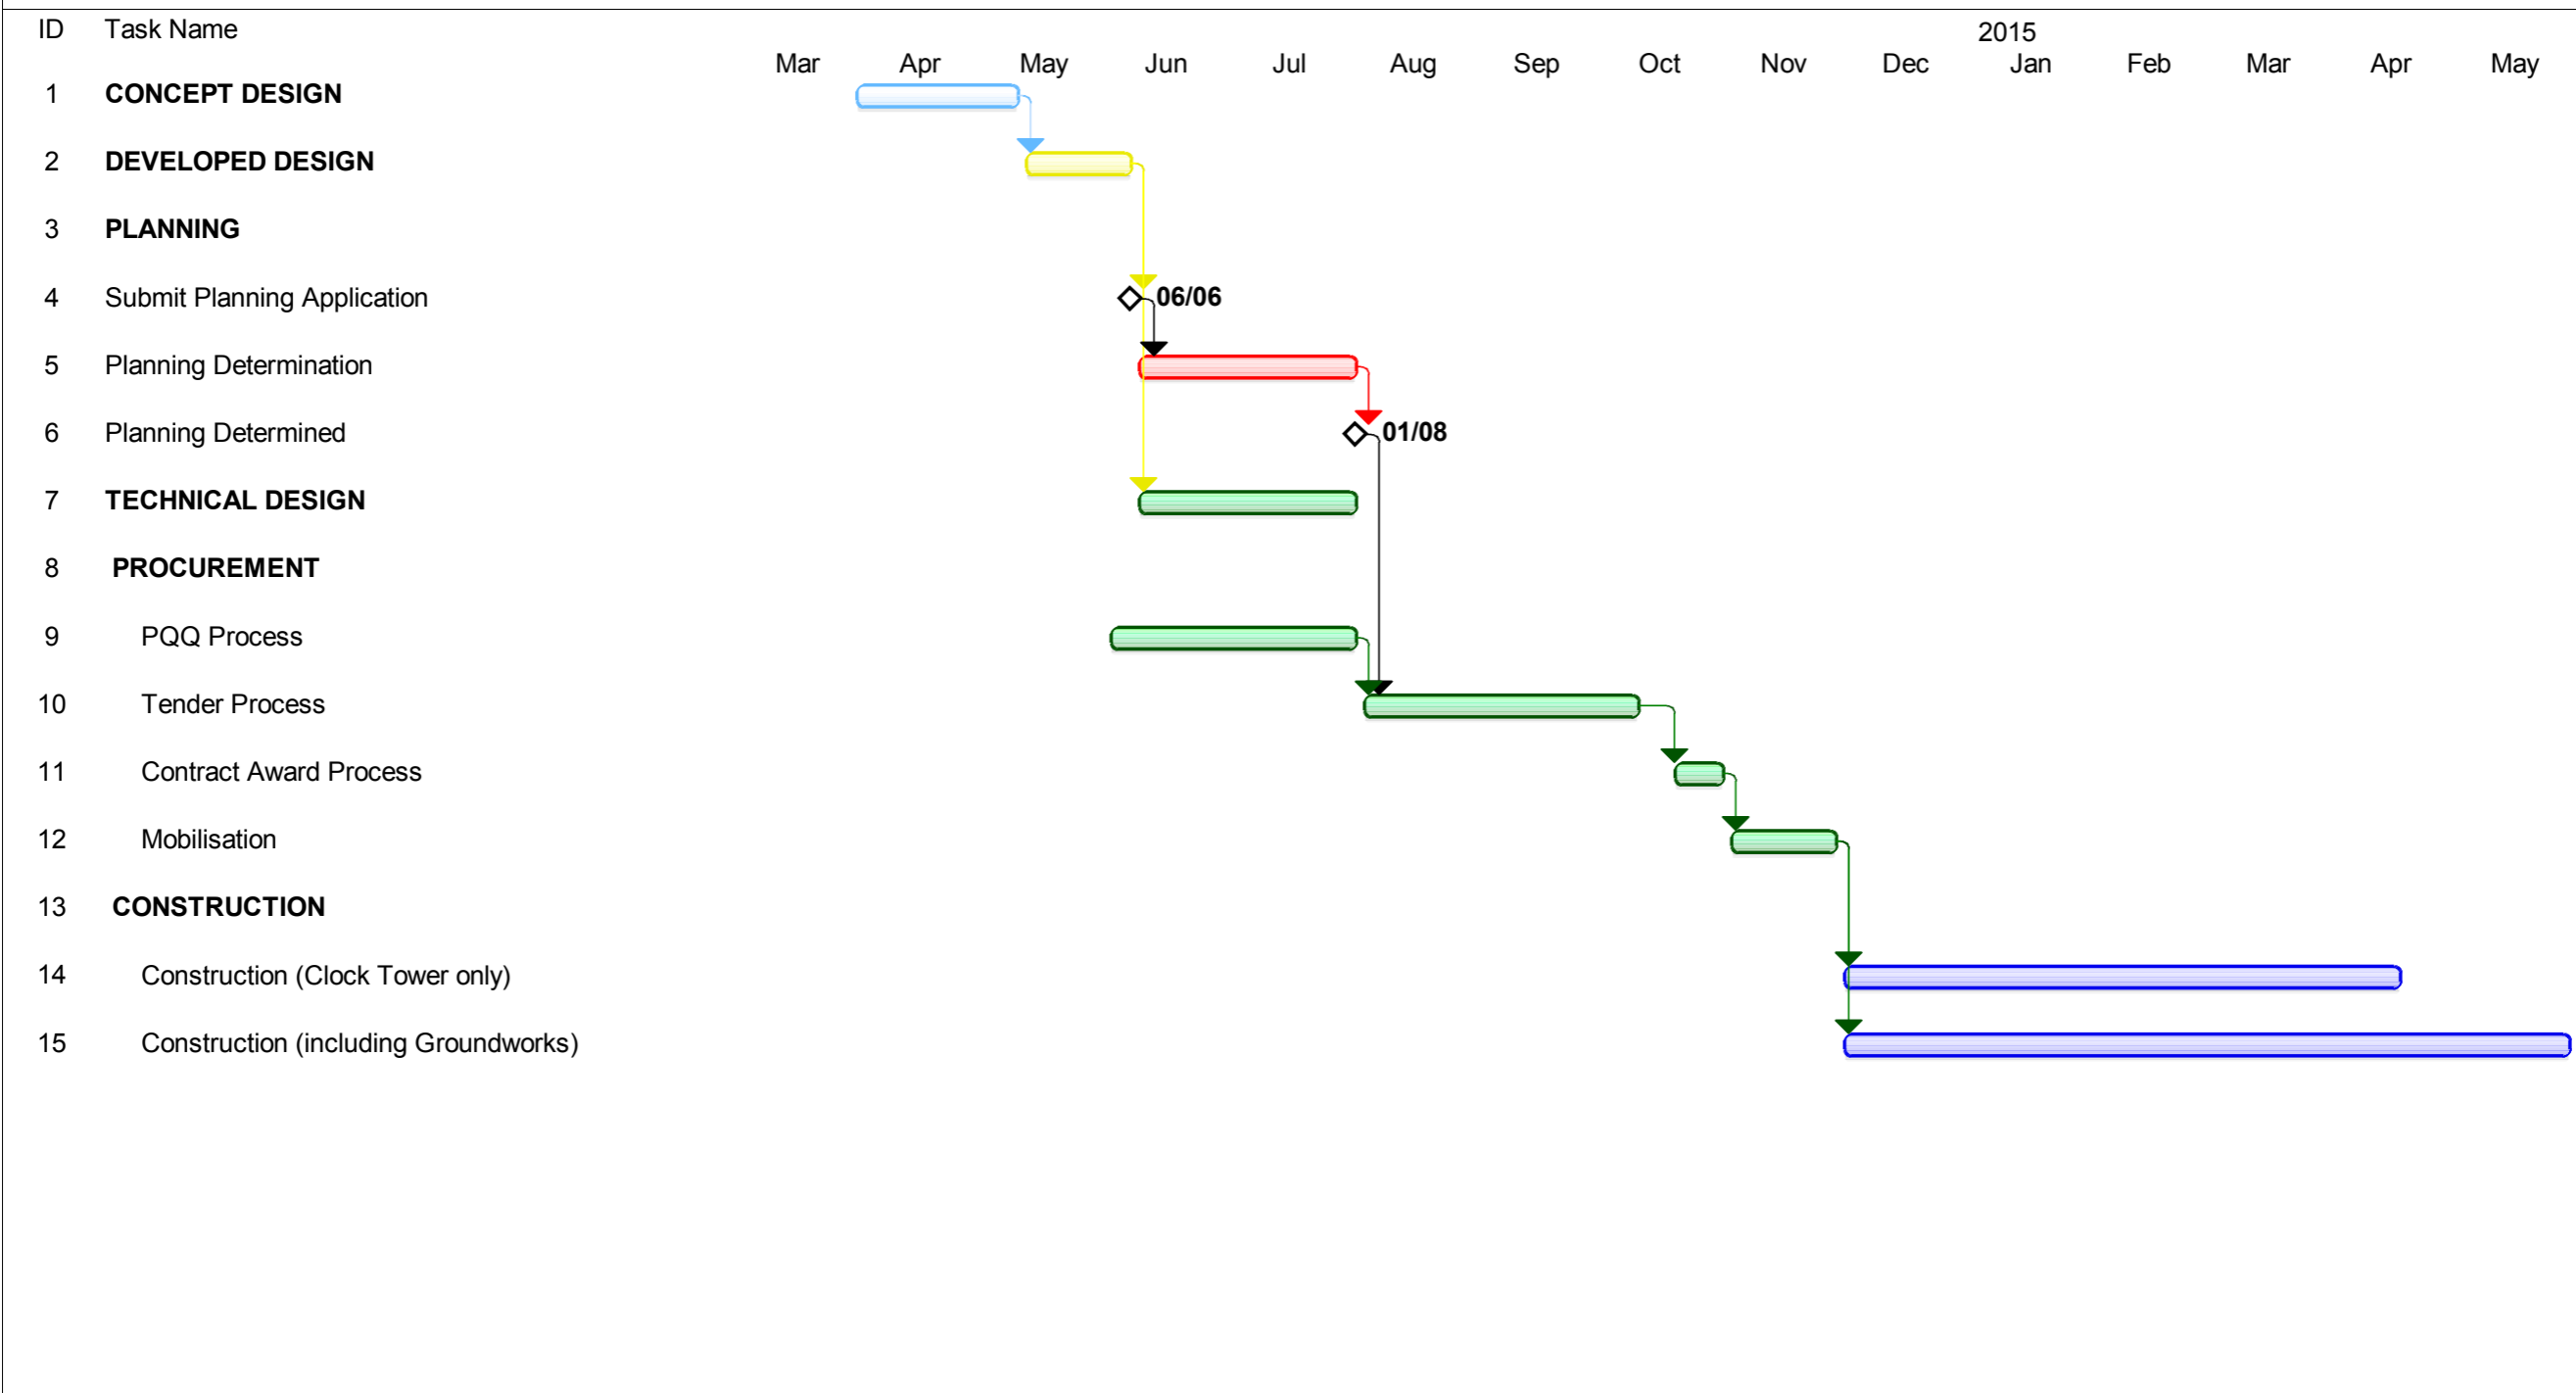 ID Task Name 2015
Mar Apr May Jun Jul Aug Sep Oct Nov Dec Jan Feb Mar Apr May
1 CONCEPT DESIGN
2 DEVELOPED DESIGN
3 PLANNING
4 Submit Planning Application 06/06
5 Planning Determination
6 Planning Determined 01/08
7 TECHNICAL DESIGN
8 PROCUREMENT
9 PQQ Process
10 Tender Process
11 Contract Award Process
12 Mobilisation
13 CONSTRUCTION
14 Construction (Clock Tower only)
15 Construction (including Groundworks)